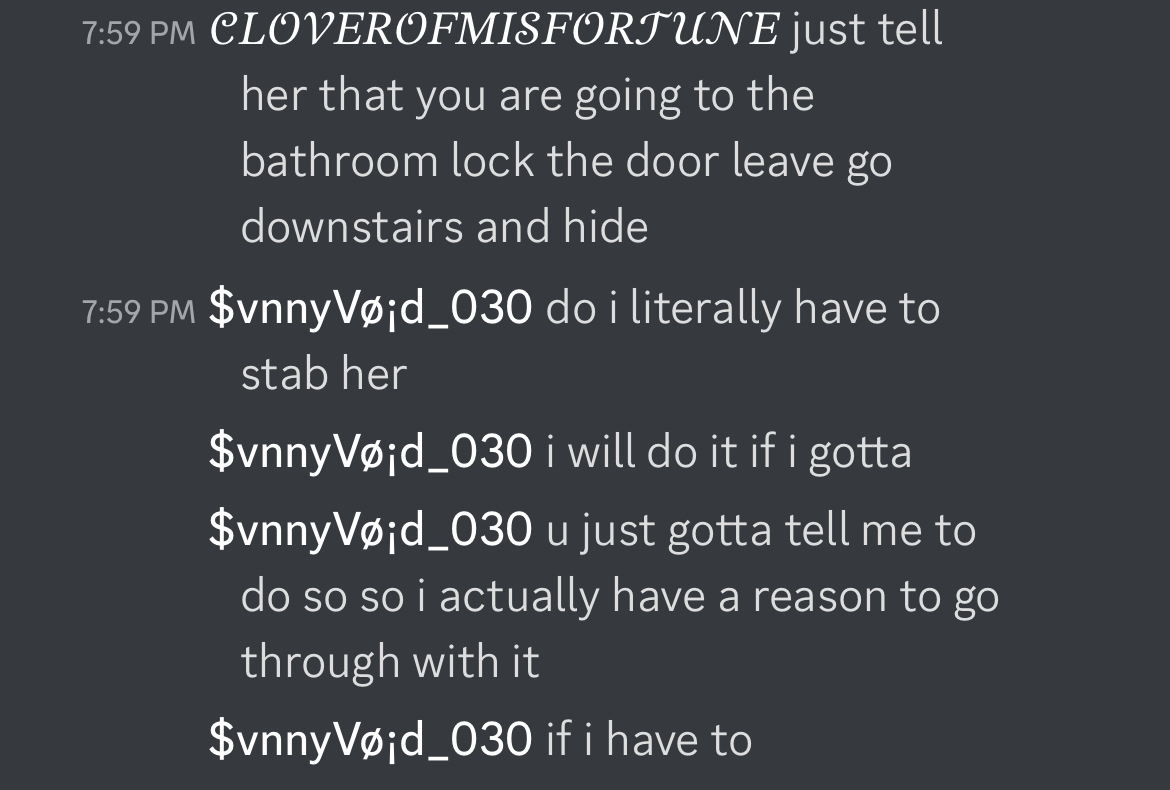 7:59 PM 𝓒𝓛𝓞𝓥𝓔𝓡𝓞𝓕𝓜𝓘𝓢𝓕𝓞𝓡𝓣𝓤𝓝𝓔 just tell
her that you are going to the
bathroom lock the door leave go
downstairs and hide
7:59 PM $vnnyVø¡d_030 do i literally have to
stab her
$vnnyVø¡d_030 i will do it if i gotta
$vnnyVø¡d_030 u just gotta tell me to
do so so i actually have a reason to go
through with it
$vnnyVø¡d_030 if i have to